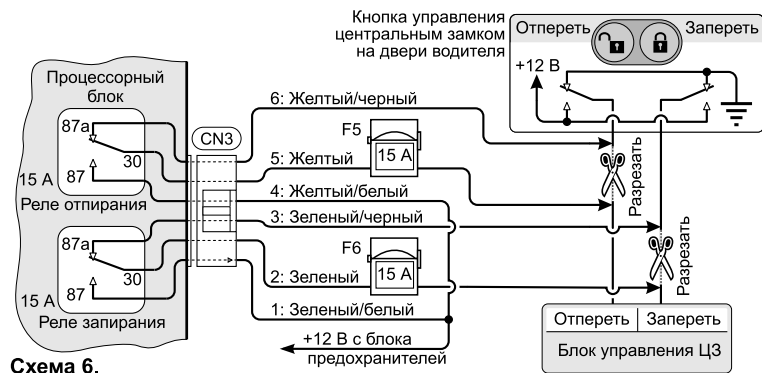 Кнопка управления
центральным замком
на двери водителя
Отпереть
Запереть
+12 В
Процессорный
блок
87а
30
15 А
87
Реле отпирания
87а
30
15 А
87
Реле запирания
CN3
6: Желтый/черный
F5
15 А
5: Желтый
4: Желтый/белый
3: Зеленый/черный
F6
15 А
2: Зеленый
1: Зеленый/белый
+12 В с блока
предохранителей
Разрезать
Разрезать
Отпереть
Запереть
Блок управления ЦЗ
Схема 6.